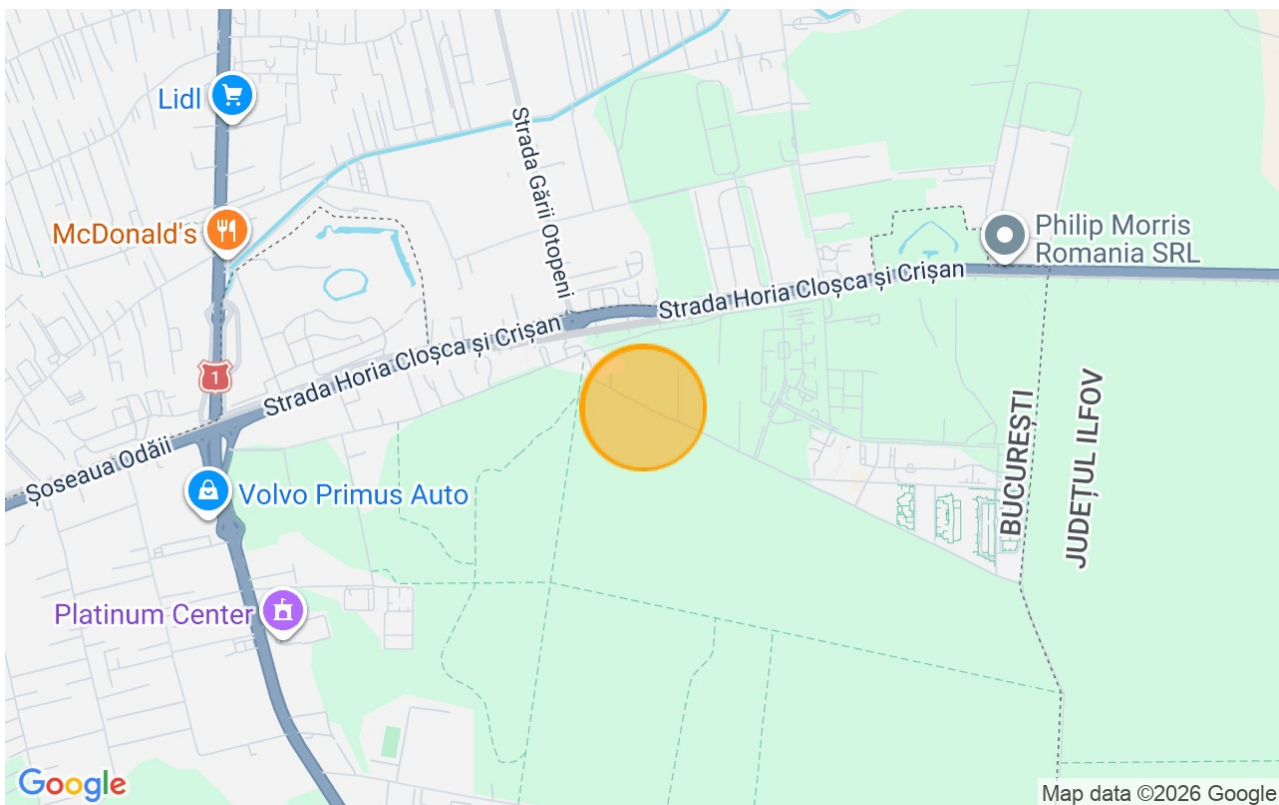 Lidl
Strada Gării Otopeni
McDonald's
Philip Morris
Romania SRL
Strada Horia Cloșca și Crișan
Strada Horia Cloșca și Crișan
1
Șoseaua Odăii
Volvo Primus Auto
BUCUREȘTI
JUDEȚUL ILFOV
Platinum Center
Google
Map data ©2026 Google